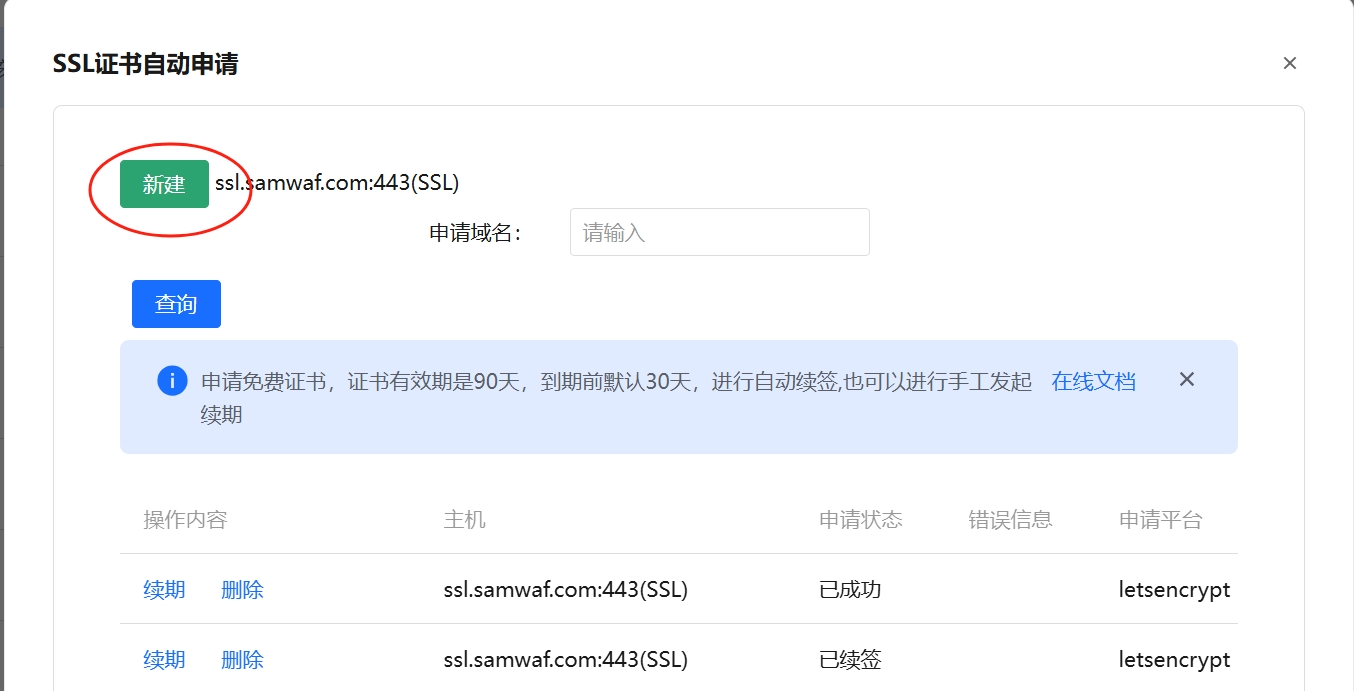 SSL证书自动申请
新建 ssl.samwaf.com:443(SSL)
申请域名: 请输入
查询
申请免费证书，证书有效期是90天，到期前默认30天，进行自动续签,也可以进行手工发起 在线文档
续期
操作内容 主机 申请状态 错误信息 申请平台
续期 删除 ssl.samwaf.com:443(SSL) 已成功 letsencrypt
续期 删除 ssl.samwaf.com:443(SSL) 已续签 letsencrypt